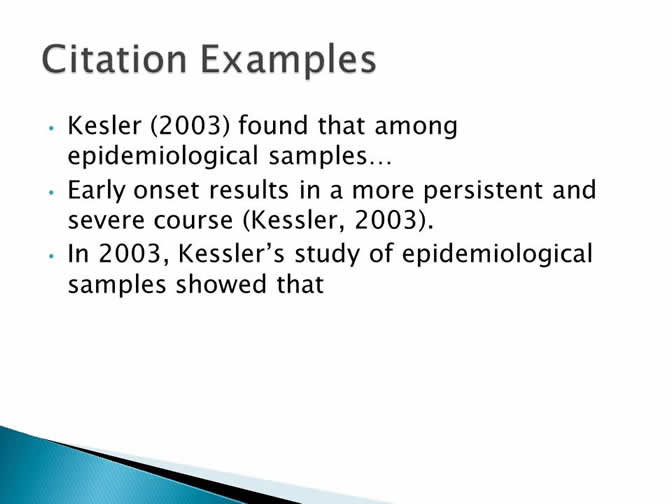 Citation Examples
• Kesler (2003) found that among
epidemiological samples…
• Early onset results in a more persistent and
severe course (Kessler, 2003).
• In 2003, Kessler’s study of epidemiological
samples showed that